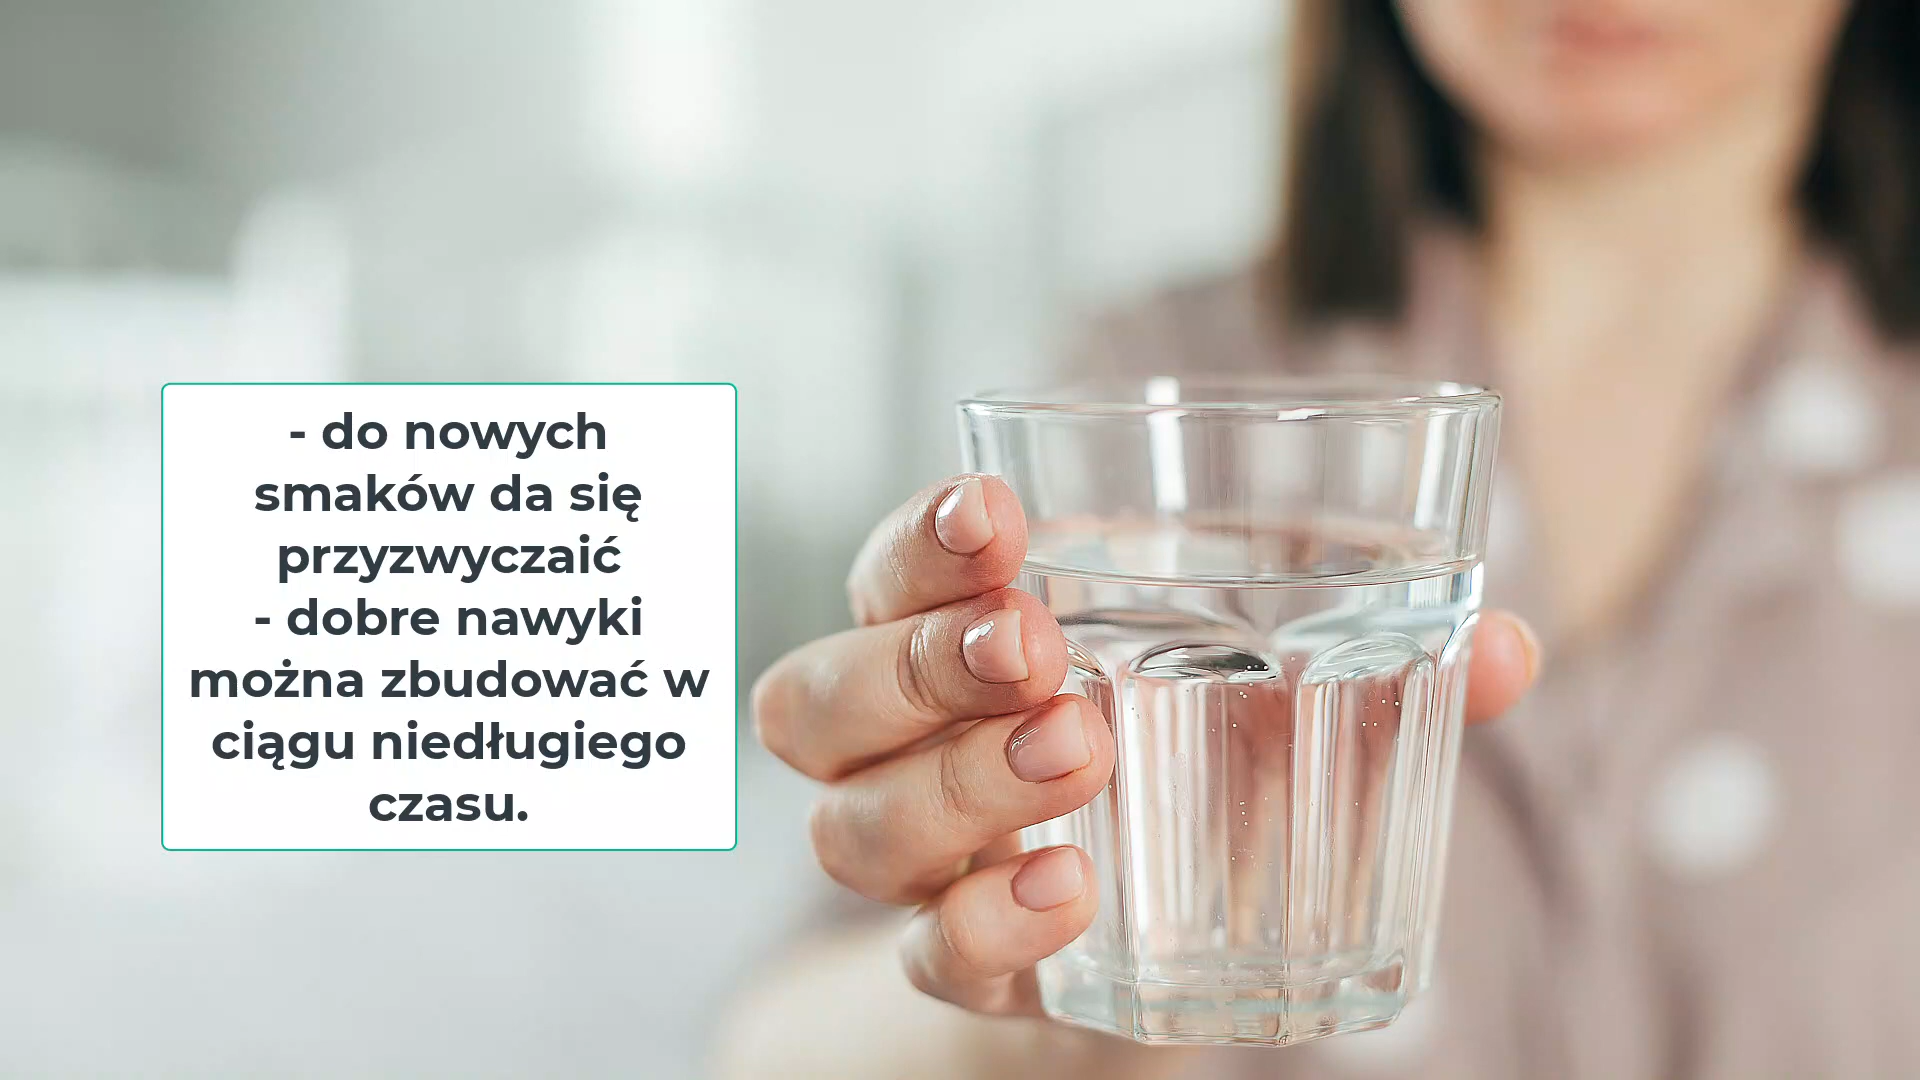 - do nowych
smaków da się
przyzwyczaić
- dobre nawyki
można zbudować w
ciągu niedługiego
czasu.